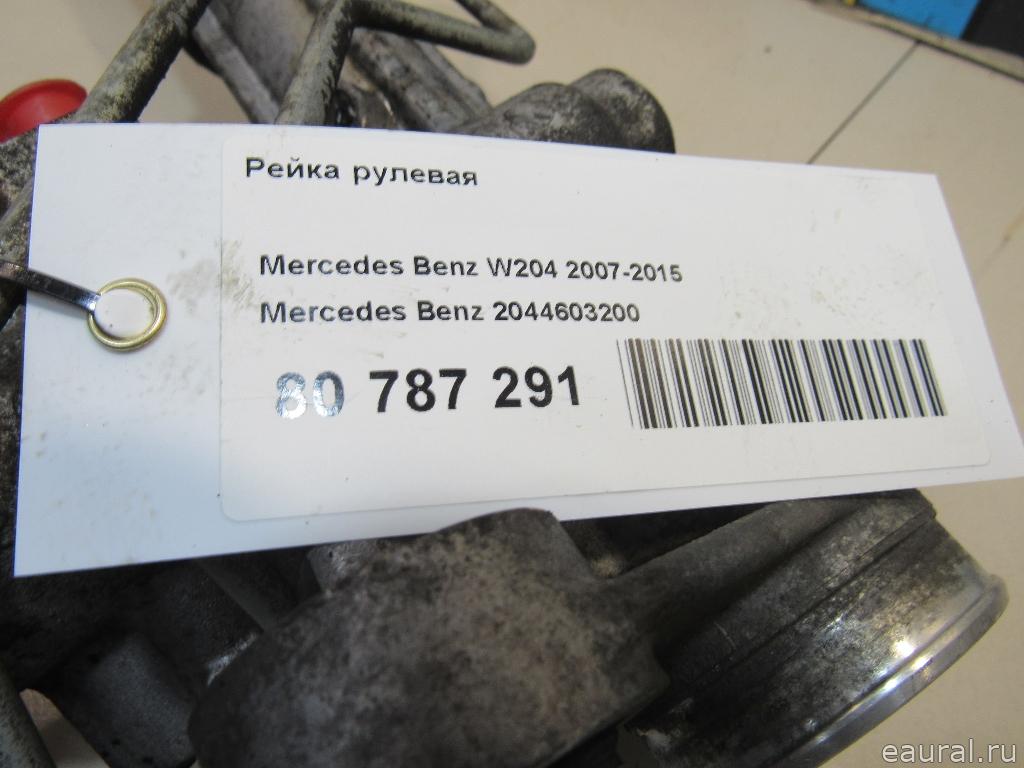 Рейка рулевая
Mercedes Benz W204 2007-2015
Mercedes Benz 2044603200
80 787 291
eaural.ru